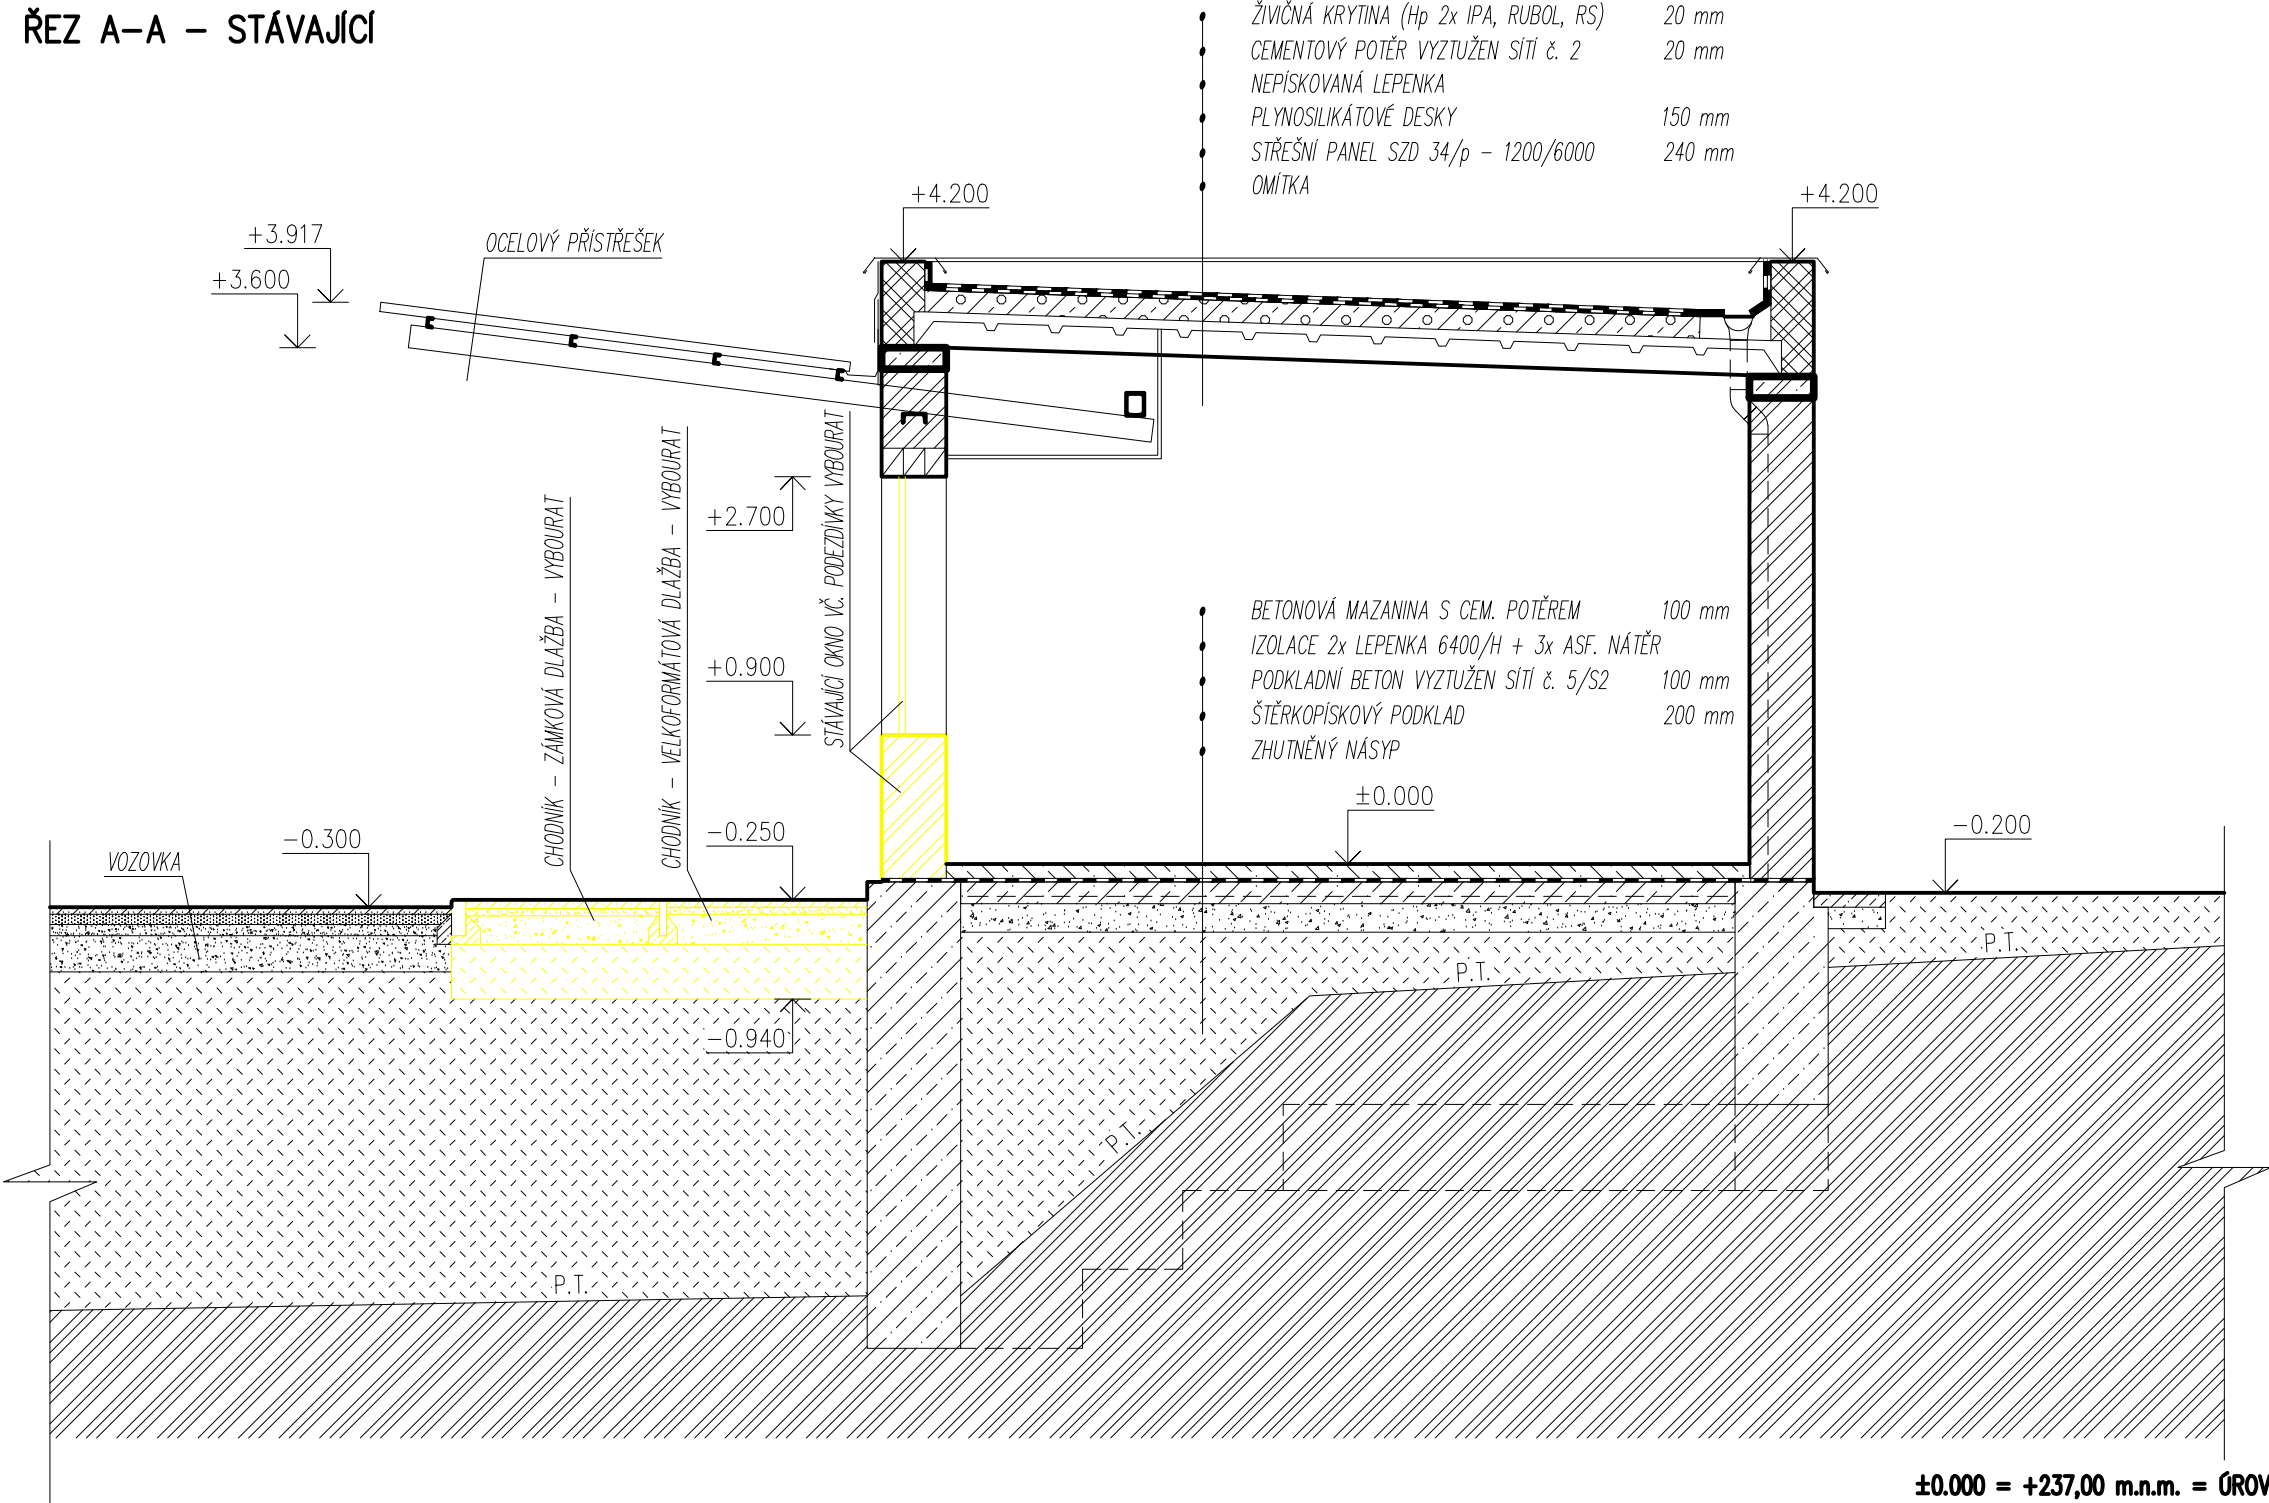 ŘEZ A-A - STÁVAJÍCÍ
ŽIVIČNÁ KRYTINA (Hp 2x IPA, RUBOL, RS) 20 mm
CEMENTOVÝ POTĚR VYZTUŽEN SÍTÍ č. 2 20 mm
NEPÍSKOVANÁ LEPENKA
PLYNOSILIKÁTOVÉ DESKY 150 mm
STŘEŠNÍ PANEL SZD 34/p - 1200/6000 240 mm
OMÍTKA
+4.200
+4.200
+3.917
+3.600
OCELOVÝ PŘÍSTŘEŠEK
+2.700
+0.900
-0.250
-0.940
CHODNÍK - ZÁMKOVÁ DLAŽBA - VYBOURAT
CHODNÍK - VELKOFORMÁTOVÁ DLAŽBA - VYBOURAT
STÁVAJÍCÍ OKNO VČ. PODEZDÍVKY VYBOURAT
BETONOVÁ MAZANINA S CEM. POTĚREM 100 mm
IZOLACE 2x LEPENKA 6400/H + 3x ASF. NÁTĚR
PODKLADNÍ BETON VYZTUŽEN SÍTÍ č. 5/S2 100 mm
ŠTĚRKOPÍSKOVÝ PODKLAD 200 mm
ZHUTNĚNÝ NÁSYP
±0.000
-0.200
-0.300
VOZOVKA
P.T.
P.T.
P.T.
P.T.
±0.000 = +237,00 m.n.m. = ÚROV